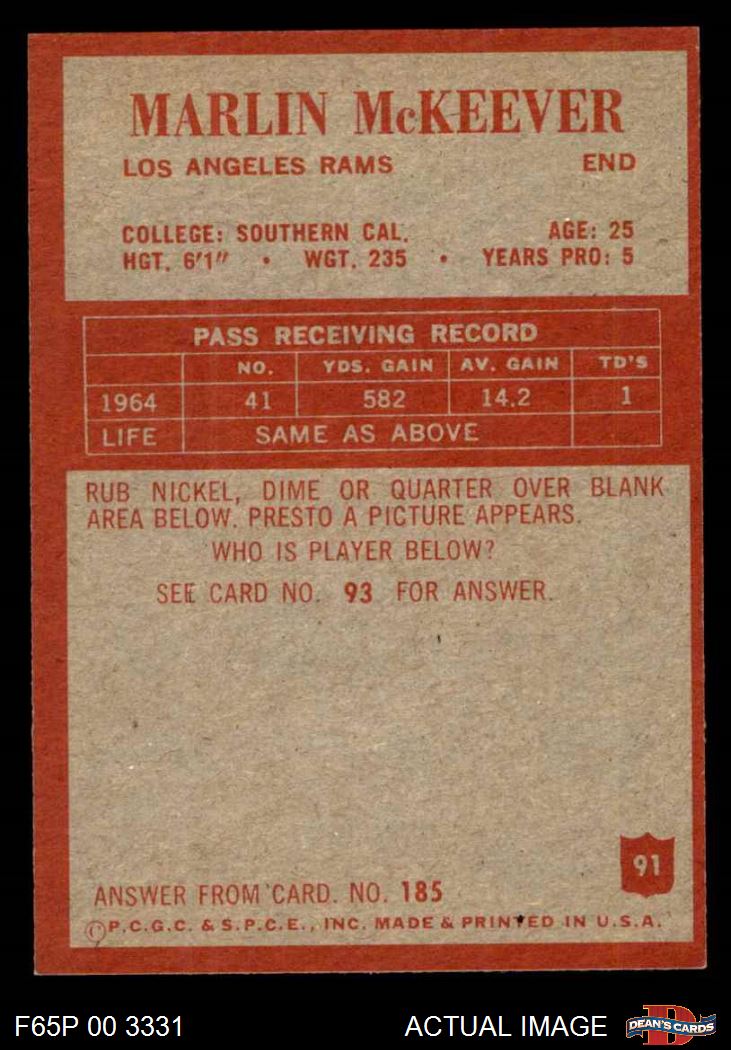 MARLIN McKEEVER
LOS ANGELES RAMS END
COLLEGE: SOUTHERN CAL. AGE: 25
HGT. 6'1" • WGT. 235 • YEARS PRO: 5
PASS RECEIVING RECORD
NO. YDS. GAIN AV. GAIN TD'S
1964 41 582 14.2 1
LIFE SAME AS ABOVE
RUB NICKEL, DIME OR QUARTER OVER BLANK
AREA BELOW. PRESTO A PICTURE APPEARS.
WHO IS PLAYER BELOW?
SEE CARD NO. 93 FOR ANSWER.
91
ANSWER FROM CARD. NO. 185
©P.C.G.C. & S.P.C.E., INC. MADE & PRINTED IN U.S.A.
F65P 00 3331 ACTUAL IMAGE D DEAN'S CARDS